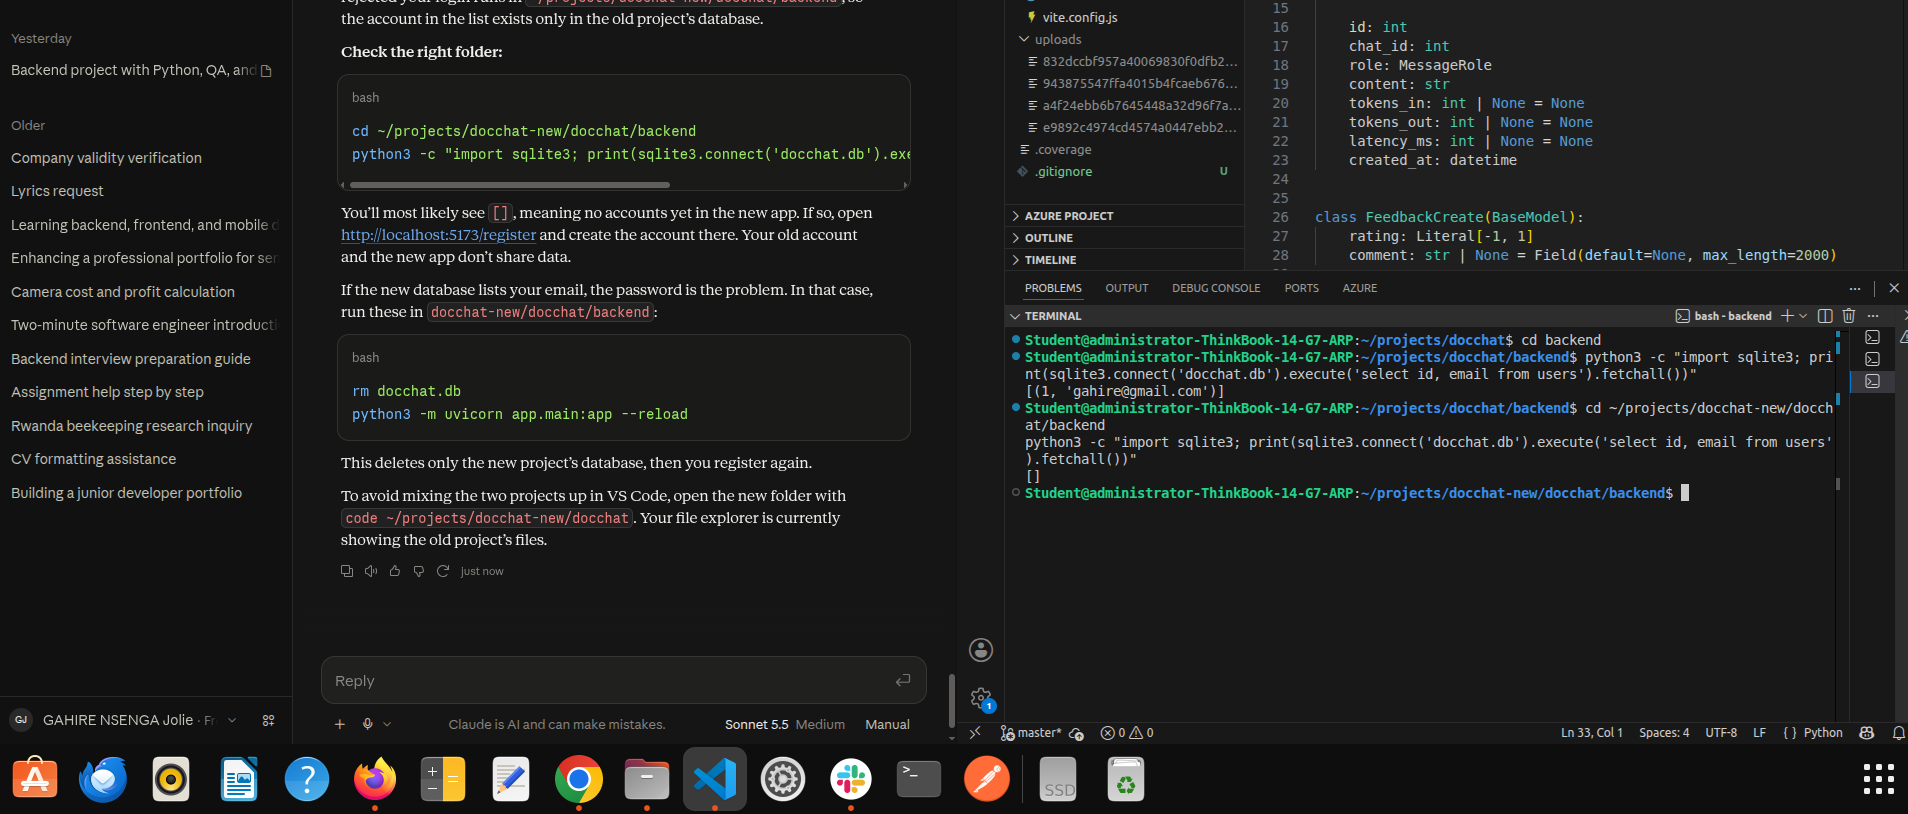 Yesterday
Backend project with Python, QA, and
Older
Company validity verification
Lyrics request
Learning backend, frontend, and mobile d
Enhancing a professional portfolio for ser
Camera cost and profit calculation
Two-minute software engineer introducti
Backend interview preparation guide
Assignment help step by step
Rwanda beekeeping research inquiry
CV formatting assistance
Building a junior developer portfolio
GJ
GAHIRE NSENGA Jolie · Fr
the account in the list exists only in the old project's database.
Check the right folder:
bash
cd ~/projects/docchat-new/docchat/backend
python3 -c "import sqlite3; print(sqlite3.connect('docchat.db').exe
You'll most likely see [], meaning no accounts yet in the new app. If so, open
http://localhost:5173/register and create the account there. Your old account
and the new app don't share data.
If the new database lists your email, the password is the problem. In that case,
run these in docchat-new/docchat/backend:
bash
rm docchat.db
python3 -m uvicorn app.main:app --reload
This deletes only the new project's database, then you register again.
To avoid mixing the two projects up in VS Code, open the new folder with
code ~/projects/docchat-new/docchat. Your file explorer is currently
showing the old project's files.
just now
Reply
Claude is AI and can make mistakes.
Sonnet 5.5 Medium
Manual
vite.config.js
uploads
832dccbf957a40069830f0dfb2...
943875547ffa4015b4fcaeb676...
a4f24ebb6b7645448a32d96f7a...
e9892c4974cd4574a0447ebb2...
.coverage
.gitignore U
AZURE PROJECT
OUTLINE
TIMELINE
15
16 id: int
17 chat_id: int
18 role: MessageRole
19 content: str
20 tokens_in: int | None = None
21 tokens_out: int | None = None
22 latency_ms: int | None = None
23 created_at: datetime
24
25
26 class FeedbackCreate(BaseModel):
27 rating: Literal[-1, 1]
28 comment: str | None = Field(default=None, max_length=2000)
PROBLEMS OUTPUT DEBUG CONSOLE PORTS AZURE
TERMINAL
bash - backend
Student@administrator-ThinkBook-14-G7-ARP:~/projects/docchat$ cd backend
Student@administrator-ThinkBook-14-G7-ARP:~/projects/docchat/backend$ python3 -c "import sqlite3; pri
nt(sqlite3.connect('docchat.db').execute('select id, email from users').fetchall())"
[(1, 'gahire@gmail.com')]
Student@administrator-ThinkBook-14-G7-ARP:~/projects/docchat/backend$ cd ~/projects/docchat-new/docch
at/backend
python3 -c "import sqlite3; print(sqlite3.connect('docchat.db').execute('select id, email from users'
).fetchall())"
[]
Student@administrator-ThinkBook-14-G7-ARP:~/projects/docchat-new/docchat/backend$
1
master* 0 0
Ln 33, Col 1 Spaces: 4 UTF-8 LF { } Python
SSD